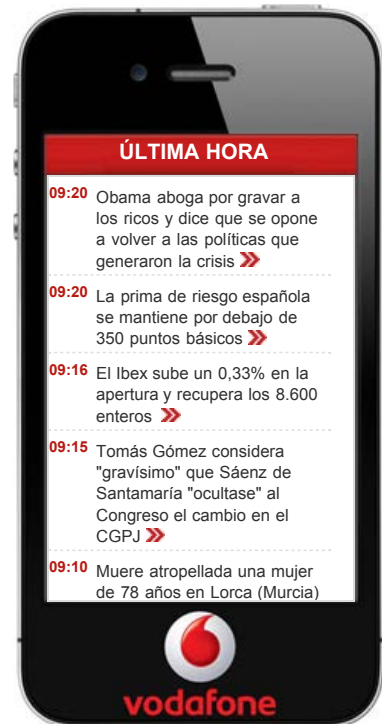 ÚLTIMA HORA
09:20 Obama aboga por gravar a
los ricos y dice que se opone
a volver a las políticas que
generaron la crisis
09:20 La prima de riesgo española
se mantiene por debajo de
350 puntos básicos
09:16 El Ibex sube un 0,33% en la
apertura y recupera los 8.600
enteros
09:15 Tomás Gómez considera
"gravísimo" que Sáenz de
Santamaría "ocultase" al
Congreso el cambio en el
CGPJ
09:10 Muere atropellada una mujer
de 78 años en Lorca (Murcia)
vodafone